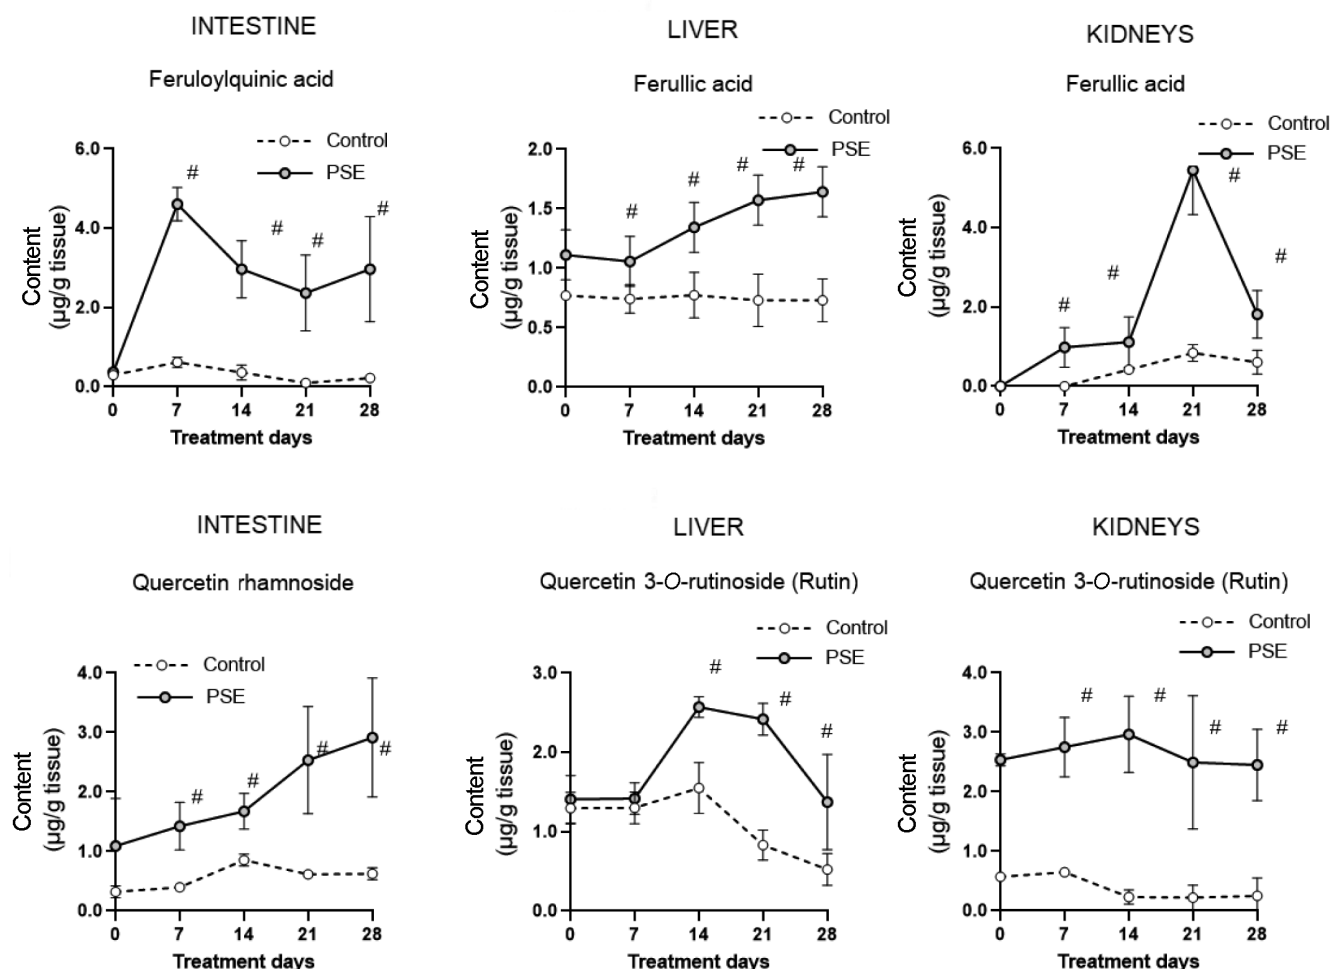 INTESTINE
Feruloylquinic acid
Control
PSE
6.0
4.0
2.0
0.0
Content
(µg/g tissue)
#
#
#
#
0 7 14 21 28
Treatment days
LIVER
Ferullic acid
Control
PSE
2.0
1.5
1.0
0.5
0.0
Content
(µg/g tissue)
#
#
#
#
0 7 14 21 28
Treatment days
KIDNEYS
Ferullic acid
Control
PSE
6.0
4.0
2.0
0.0
Content
(µg/g tissue)
#
#
#
#
0 7 14 21 28
Treatment days
INTESTINE
Quercetin rhamnoside
Control
PSE
4.0
3.0
2.0
1.0
0.0
Content
(µg/g tissue)
#
#
#
#
0 7 14 21 28
Treatment days
LIVER
Quercetin 3-O-rutinoside (Rutin)
Control
PSE
3.0
2.0
1.0
0.0
Content
(µg/g tissue)
#
#
#
0 7 14 21 28
Treatment days
KIDNEYS
Quercetin 3-O-rutinoside (Rutin)
Control
PSE
4.0
3.0
2.0
1.0
0.0
Content
(µg/g tissue)
#
#
#
#
0 7 14 21 28
Treatment days